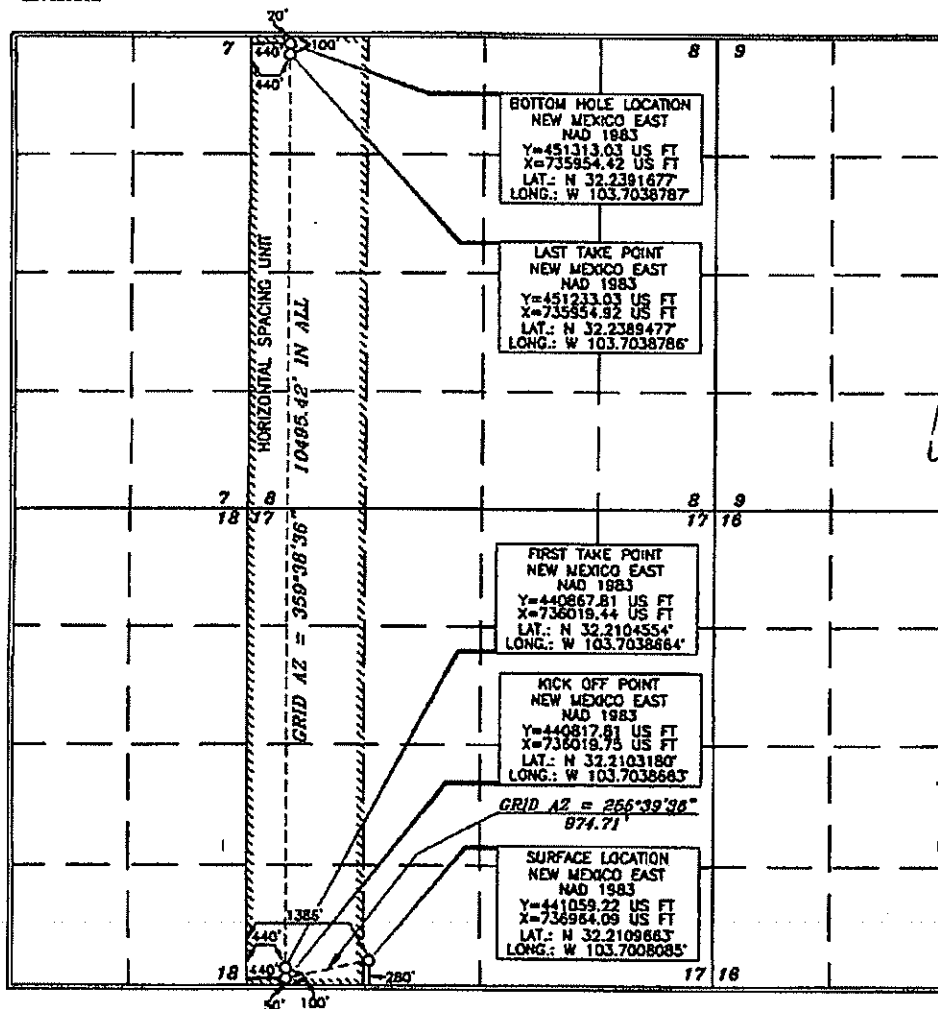 20'
7
440'
100'
440'
8
9
BOTTOM HOLE LOCATION
NEW MEXICO EAST
NAD 1983
Y=451313.03 US FT
X=735954.42 US FT
LAT.: N 32.2391677°
LONG.: W 103.7038787°
LAST TAKE POINT
NEW MEXICO EAST
NAD 1983
Y=451233.03 US FT
X=735954.92 US FT
LAT.: N 32.2389477°
LONG.: W 103.7038786°
HORIZONTAL SPACING UNIT
GRID AZ = 359°38'36"
10495.42' IN ALL
7
8
18
17
8
9
17
16
FIRST TAKE POINT
NEW MEXICO EAST
NAD 1983
Y=440867.81 US FT
X=736019.44 US FT
LAT.: N 32.2104554°
LONG.: W 103.7038664°
KICK OFF POINT
NEW MEXICO EAST
NAD 1983
Y=440817.81 US FT
X=736019.75 US FT
LAT.: N 32.2103180°
LONG.: W 103.7038663°
974.71'
SURFACE LOCATION
NEW MEXICO EAST
NAD 1983
Y=441059.22 US FT
X=736964.09 US FT
LAT.: N 32.2109663°
LONG.: W 103.7008085°
1385'
440'
440'
280'
18
50'
100'
17
16